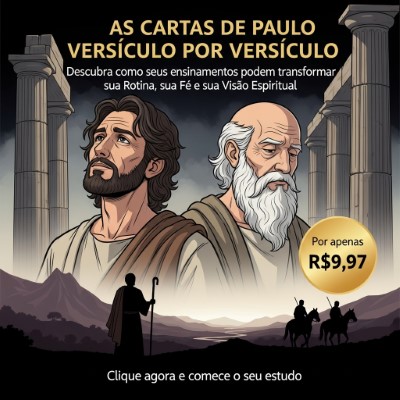 AS CARTAS DE PAULO
VERSÍCULO POR VERSÍCULO
Descubra como seus ensinamentos podem transformar
sua Rotina, sua Fé e sua Visão Espiritual
Por apenas
R$9,97
Clique agora e comece o seu estudo